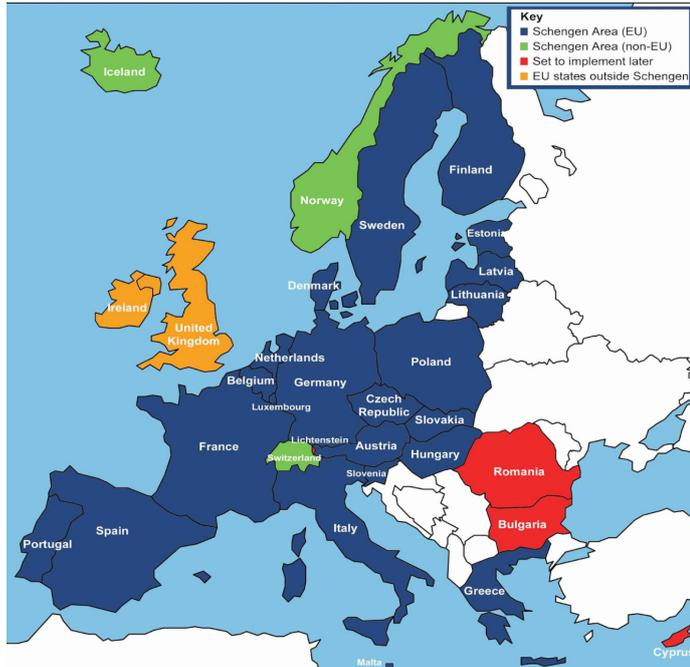 Key
Schengen Area (EU)
Schengen Area (non-EU)
Set to implement later
EU states outside Schengen
Iceland
Finland
Norway
Sweden
Estonia
Latvia
Denmark
Lithuania
Ireland
United
Kingdom
Netherlands
Poland
Belgium
Germany
Czech
Republic
Luxembourg
Slovakia
Lichtenstein
Austria
France
Switzerland
Hungary
Romania
Slovenia
Bulgaria
Italy
Spain
Portugal
Greece
Cyprus
Malta